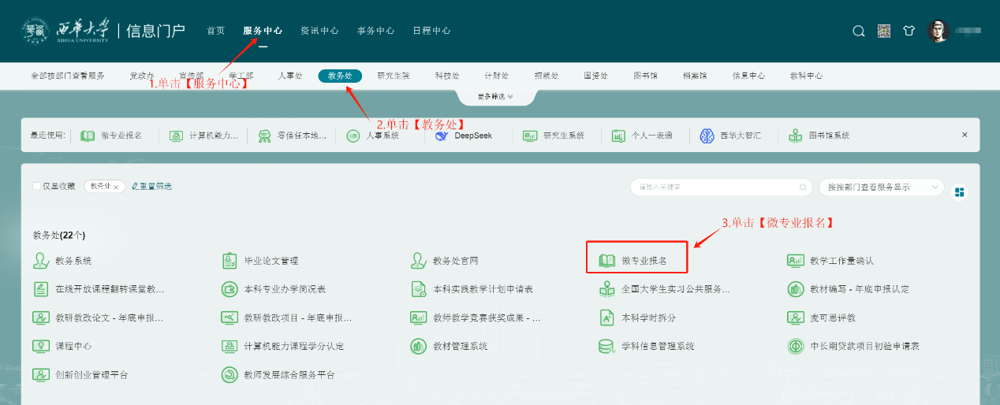 西华大学 XIHUA UNIVERSITY 信息门户 首页 服务中心 资讯中心 事务中心 日程中心
全部按部门查看服务 党政办 宣传部 学工部 人事处 教务处 研究生院 科技处 计财处 招就处 国资处 图书馆 档案馆 信息中心 教科中心
1.单击【服务中心】
更多筛选
2.单击【教务处】
最近使用: 微专业报名 计算机能力... 零信任本地... 人事系统 DeepSeek 研究生系统 个人一表通 西华大智汇 图书馆系统
仅显收藏 教务处 × 重置筛选 请输入关键字 按按部门查看服务显示
3.单击【微专业报名】
教务处(22个)
教务系统 毕业论文管理 教务处官网 微专业报名 教学工作量确认
在线开放课程翻转课堂教... 本科专业办学简况表 本科实践教学计划申请表 全国大学生实习公共服务... 教材编写 - 年底申报认定
教研教改论文 - 年底申报... 教研教改项目 - 年底申报... 教师教学竞赛获奖成果 - ... 本科学时拆分 麦可思评教
课程中心 计算机能力课程学分认定 教材管理系统 学科信息管理系统 中长期贷款项目初验申请表
创新创业管理平台 教师发展综合服务平台